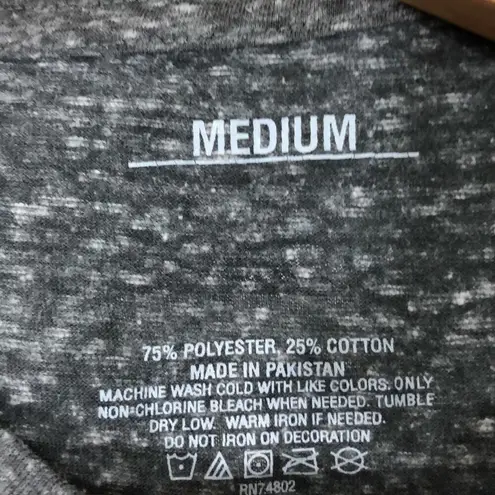 MEDIUM
75% POLYESTER, 25% COTTON
MADE IN PAKISTAN
MACHINE WASH COLD WITH LIKE COLORS. ONLY
NON-CHLORINE BLEACH WHEN NEEDED. TUMBLE
DRY LOW. WARM IRON IF NEEDED.
DO NOT IRON ON DECORATION
RN74802